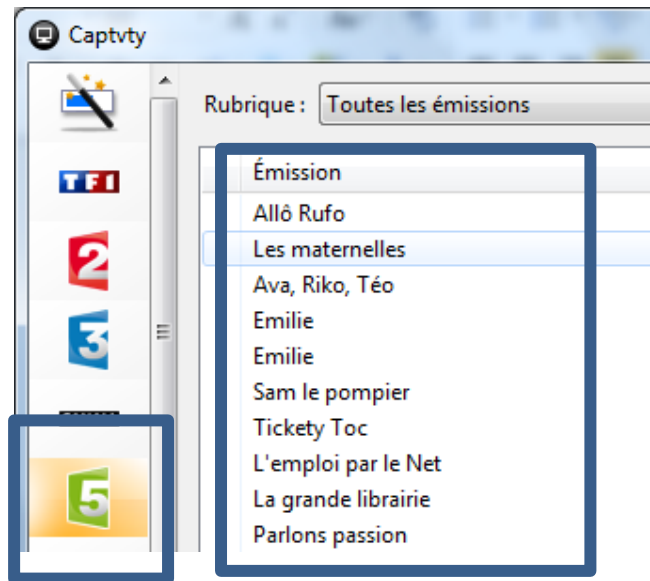 Captvty
Rubrique : Toutes les émissions
TF1
2
3
5
Émission
Allô Rufo
Les maternelles
Ava, Riko, Téo
Emilie
Emilie
Sam le pompier
Tickety Toc
L'emploi par le Net
La grande librairie
Parlons passion